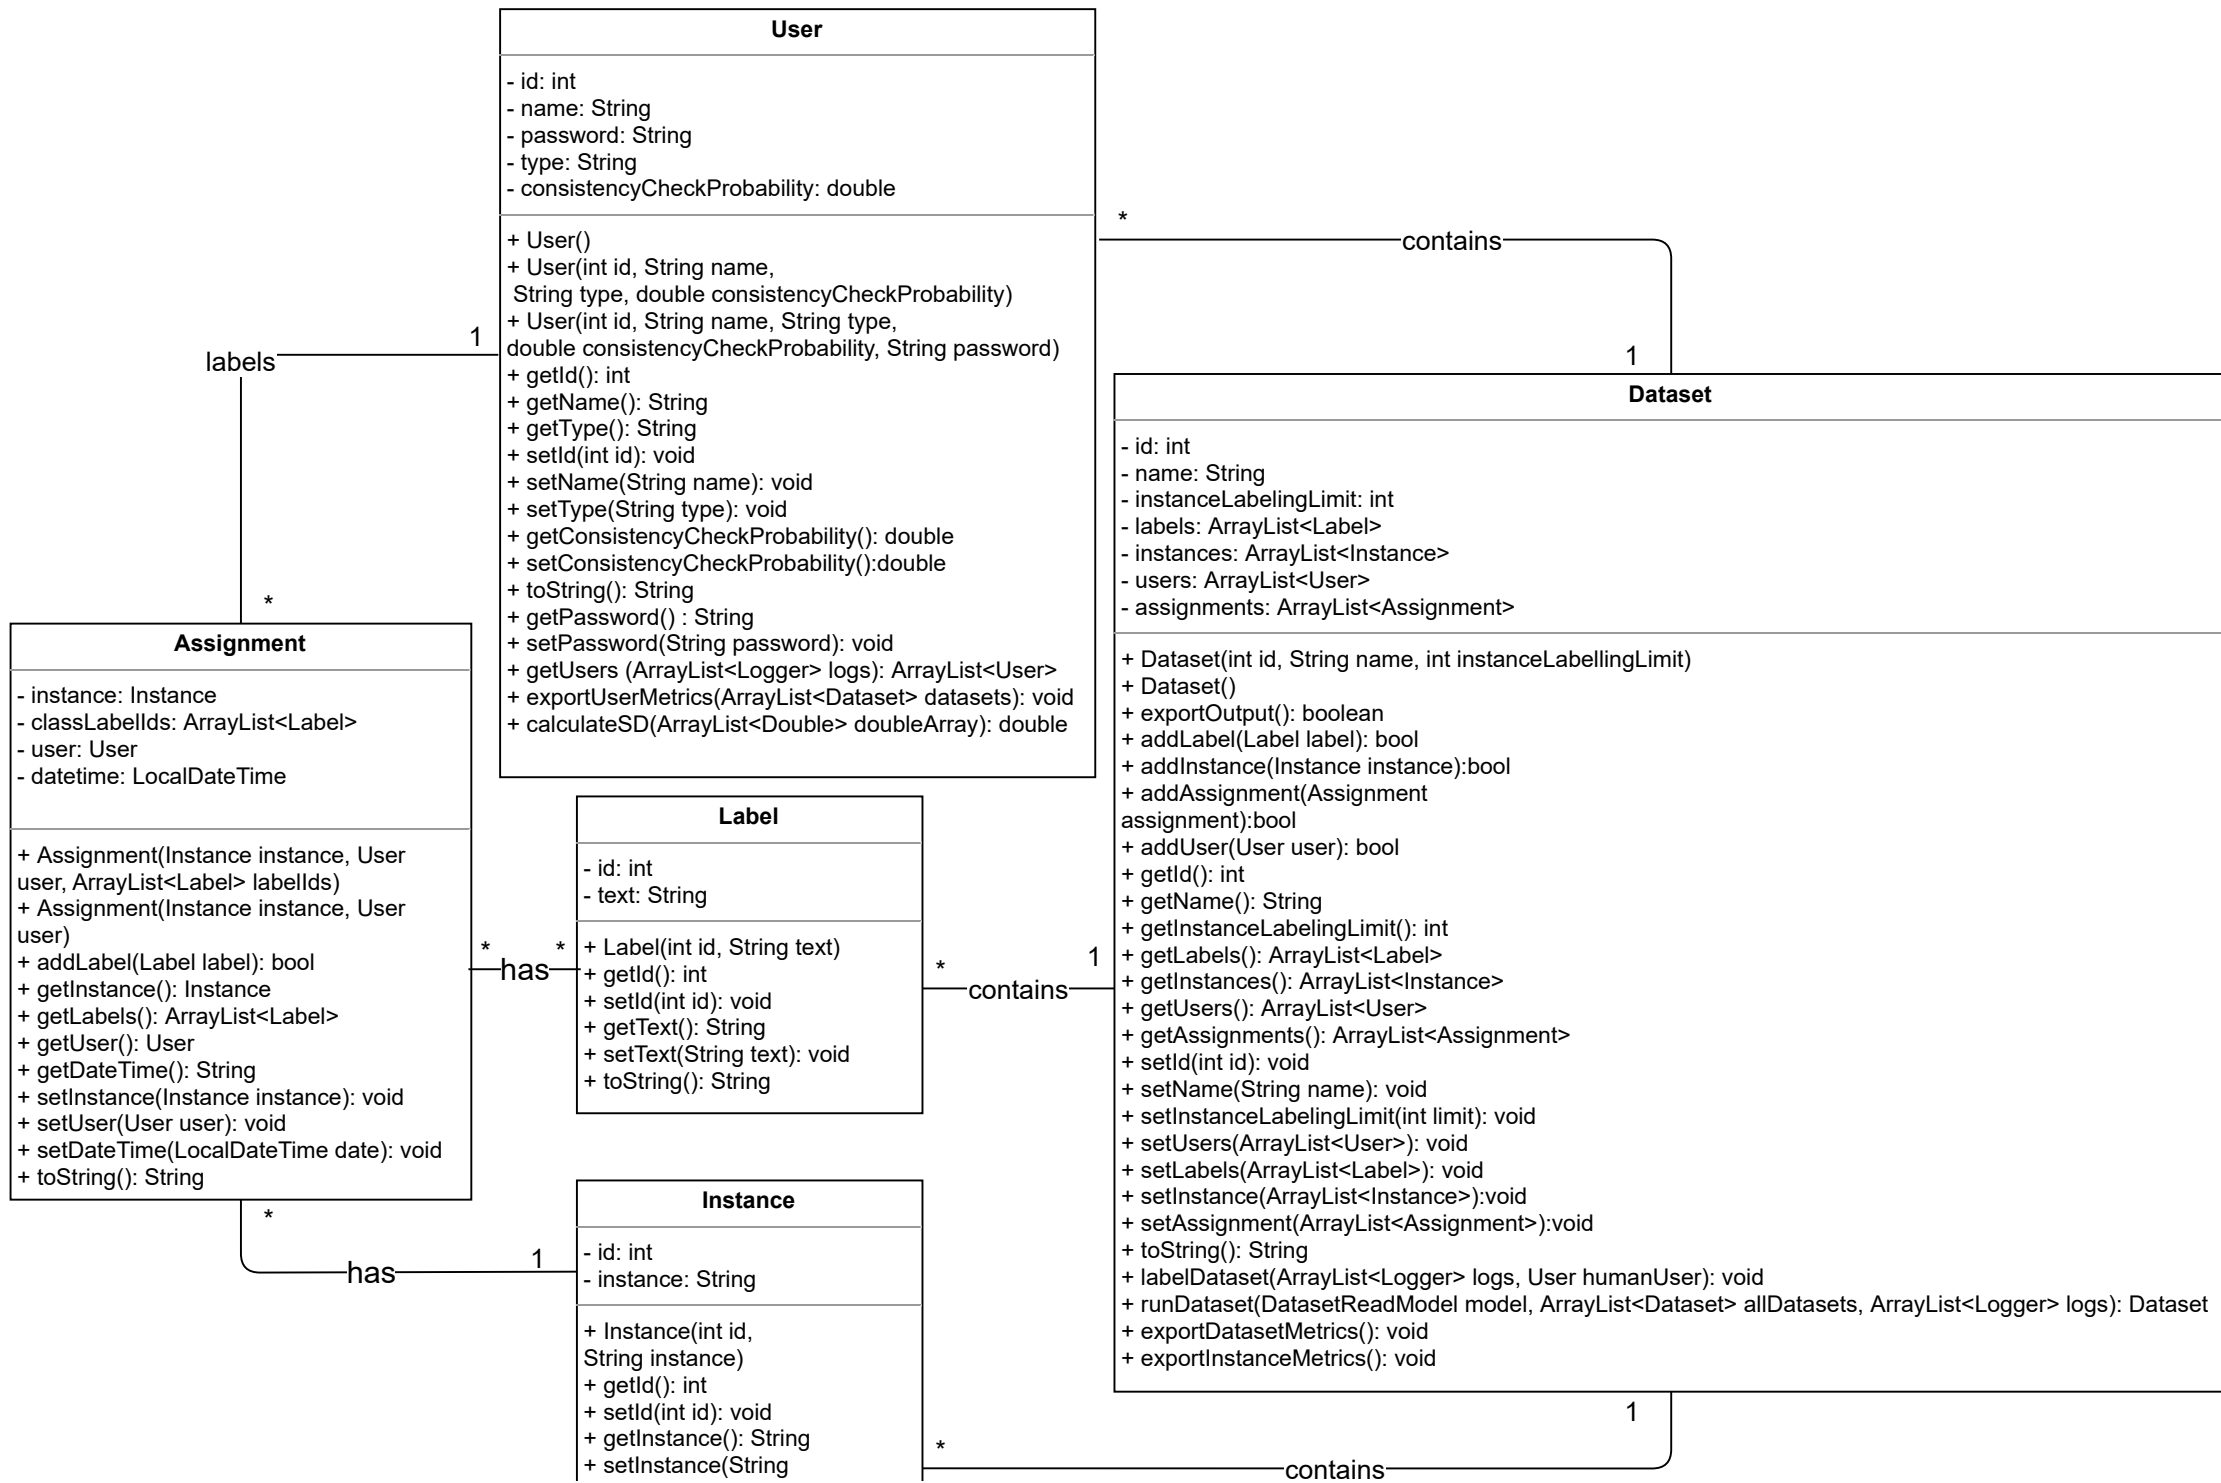 User
- id: int
- name: String
- password: String
- type: String
- consistencyCheckProbability: double
+ User()
+ User(int id, String name,
String type, double consistencyCheckProbability)
+ User(int id, String name, String type,
double consistencyCheckProbability, String password)
+ getId(): int
+ getName(): String
+ getType(): String
+ setId(int id): void
+ setName(String name): void
+ setType(String type): void
+ getConsistencyCheckProbability(): double
+ setConsistencyCheckProbability():double
+ toString(): String
+ getPassword() : String
+ setPassword(String password): void
+ getUsers (ArrayList<Logger> logs): ArrayList<User>
+ exportUserMetrics(ArrayList<Dataset> datasets): void
+ calculateSD(ArrayList<Double> doubleArray): double
*
contains
1
1
labels
*
Assignment
- instance: Instance
- classLabelIds: ArrayList<Label>
- user: User
- datetime: LocalDateTime
+ Assignment(Instance instance, User
user, ArrayList<Label> labelIds)
+ Assignment(Instance instance, User
user)
+ addLabel(Label label): bool
+ getInstance(): Instance
+ getLabels(): ArrayList<Label>
+ getUser(): User
+ getDateTime(): String
+ setInstance(Instance instance): void
+ setUser(User user): void
+ setDateTime(LocalDateTime date): void
+ toString(): String
* has *
Label
- id: int
- text: String
+ Label(int id, String text)
+ getId(): int
+ setId(int id): void
+ getText(): String
+ setText(String text): void
+ toString(): String
* contains 1
Dataset
- id: int
- name: String
- instanceLabelingLimit: int
- labels: ArrayList<Label>
- instances: ArrayList<Instance>
- users: ArrayList<User>
- assignments: ArrayList<Assignment>
+ Dataset(int id, String name, int instanceLabellingLimit)
+ Dataset()
+ exportOutput(): boolean
+ addLabel(Label label): bool
+ addInstance(Instance instance):bool
+ addAssignment(Assignment
assignment):bool
+ addUser(User user): bool
+ getId(): int
+ getName(): String
+ getInstanceLabelingLimit(): int
+ getLabels(): ArrayList<Label>
+ getInstances(): ArrayList<Instance>
+ getUsers(): ArrayList<User>
+ getAssignments(): ArrayList<Assignment>
+ setId(int id): void
+ setName(String name): void
+ setInstanceLabelingLimit(int limit): void
+ setUsers(ArrayList<User>): void
+ setLabels(ArrayList<Label>): void
+ setInstance(ArrayList<Instance>):void
+ setAssignment(ArrayList<Assignment>):void
+ toString(): String
+ labelDataset(ArrayList<Logger> logs, User humanUser): void
+ runDataset(DatasetReadModel model, ArrayList<Dataset> allDatasets, ArrayList<Logger> logs): Dataset
+ exportDatasetMetrics(): void
+ exportInstanceMetrics(): void
*
has
1
Instance
- id: int
- instance: String
+ Instance(int id,
String instance)
+ getId(): int
+ setId(int id): void
+ getInstance(): String
+ setInstance(String
1
*
contains